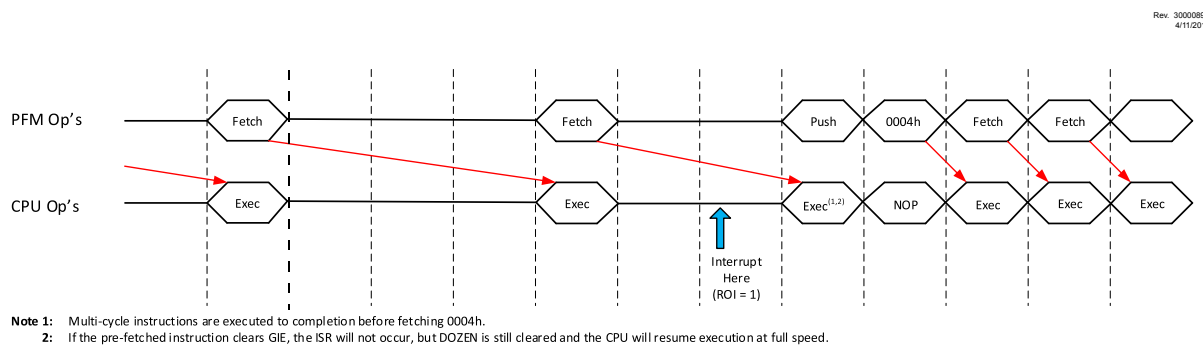 Rev. 3000089
4/11/201
PFM Op's
Fetch
Fetch
Push
0004h
Fetch
Fetch
CPU Op's
Exec
Exec
Exec(1,2)
NOP
Exec
Exec
Exec
Interrupt
Here
(ROI = 1)
Note 1: Multi-cycle instructions are executed to completion before fetching 0004h.
2: If the pre-fetched instruction clears GIE, the ISR will not occur, but DOZEN is still cleared and the CPU will resume execution at full speed.